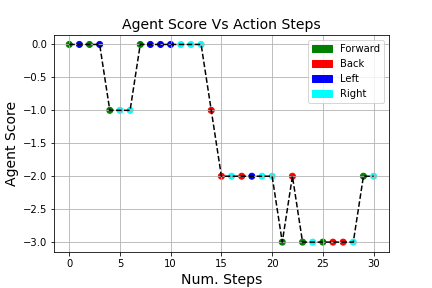 Agent Score Vs Action Steps
Agent Score
0.0
−0.5
−1.0
−1.5
−2.0
−2.5
−3.0
Forward
Back
Left
Right
0 5 10 15 20 25 30
Num. Steps